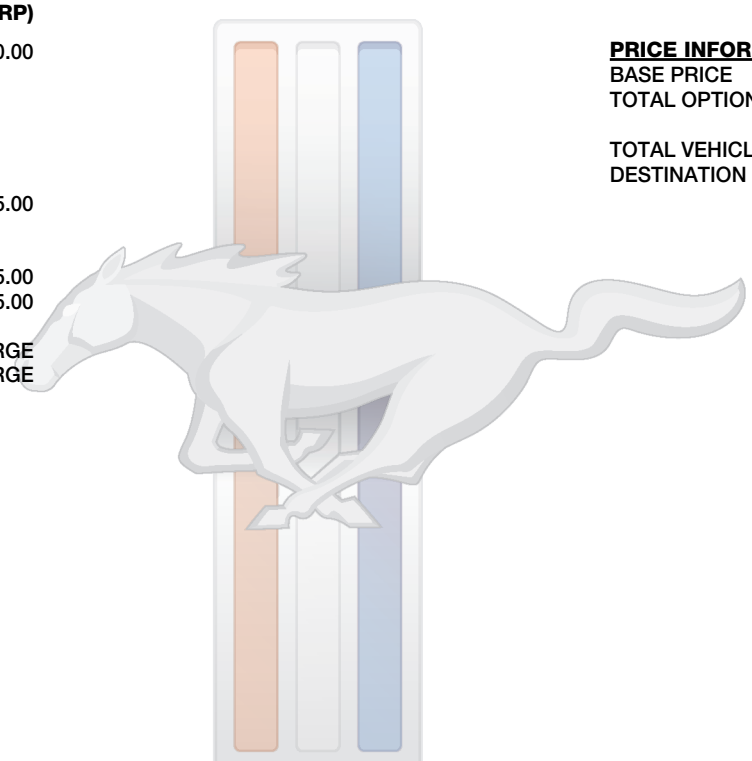 RP)
0.00
5.00
5.00
5.00
RGE
RGE
PRICE INFOR
BASE PRICE
TOTAL OPTION
TOTAL VEHICL
DESTINATION